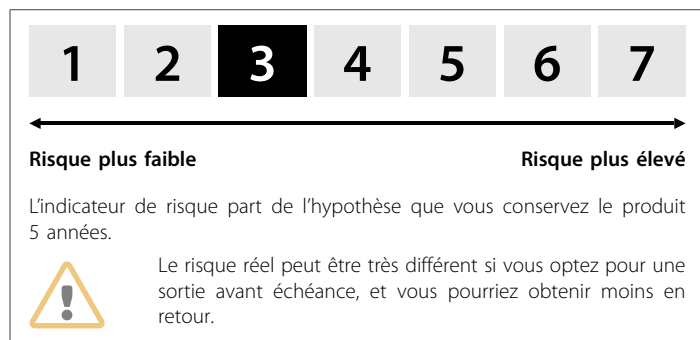 1 2 3 4 5 6 7
Risque plus faible Risque plus élevé
L'indicateur de risque part de l'hypothèse que vous conservez le produit
5 années.
Le risque réel peut être très différent si vous optez pour une
sortie avant échéance, et vous pourriez obtenir moins en
retour.